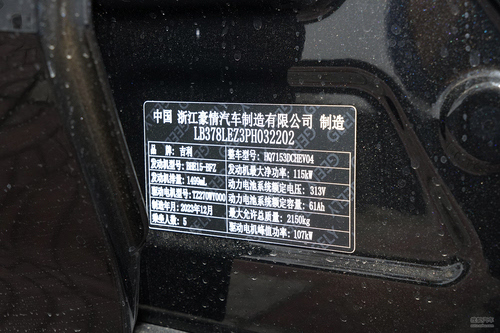 中国 浙江豪情汽车制造有限公司 制造
LB378LEZ3PH032202
品牌：吉利 整车型号：HQ7153DCHEV04
发动机型号：BHE15-BFZ 发动机最大净功率：115kW
发动机排量：1499mL 动力电池系统额定电压：313V
驱动电机型号：TZ270XY000 动力电池系统额定容量：61Ah
制造年月：2023年12月 最大允许总质量：2150kg
乘坐人数：5 驱动电机峰值功率：107kW